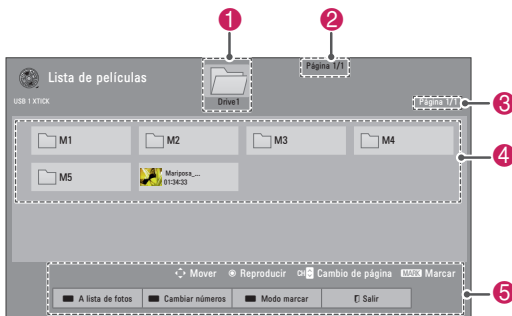 1
2
Página 1/1
Lista de películas
USB 1 XTICK
Drive1
Página 1/1
3
M1
M2
M3
M4
4
M5
Mariposa_...
01:34:33
Mover
Reproducir
CH Cambio de página
MARK Marcar
A lista de fotos
Cambiar números
Modo marcar
Salir
5